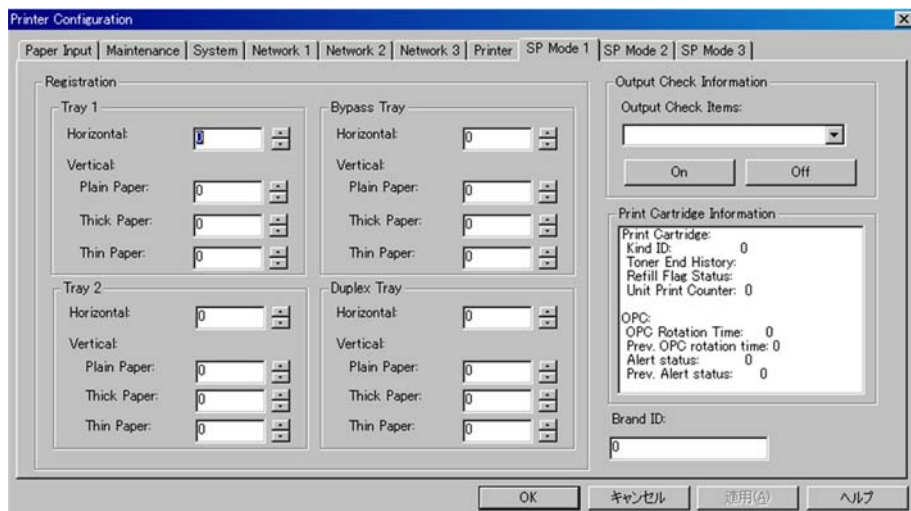 Printer Configuration
Paper Input
Maintenance
System
Network 1
Network 2
Network 3
Printer
SP Mode 1
SP Mode 2
SP Mode 3
Registration
Tray 1
Horizontal: 0
Vertical:
Plain Paper: 0
Thick Paper: 0
Thin Paper: 0
Bypass Tray
Horizontal: 0
Vertical:
Plain Paper: 0
Thick Paper: 0
Thin Paper: 0
Tray 2
Horizontal: 0
Vertical:
Plain Paper: 0
Thick Paper: 0
Thin Paper: 0
Duplex Tray
Horizontal: 0
Vertical:
Plain Paper: 0
Thick Paper: 0
Thin Paper: 0
Output Check Information
Output Check Items:
On
Off
Print Cartridge Information
Print Cartridge:
Kind ID: 0
Toner End History:
Refill Flag Status:
Unit Print Counter: 0
OPC:
OPC Rotation Time: 0
Prev. OPC rotation time: 0
Alert status: 0
Prev. Alert status: 0
Brand ID:
0
OK
キャンセル
適用(A)
ヘルプ